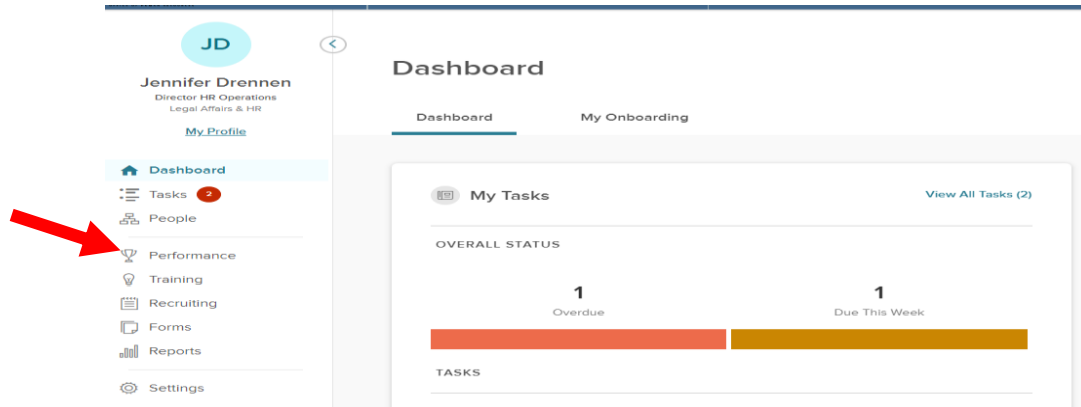 JD
Jennifer Drennen
Director HR Operations
Legal Affairs & HR
My Profile
Dashboard
Tasks 2
People
Performance
Training
Recruiting
Forms
Reports
Settings
Dashboard
Dashboard My Onboarding
My Tasks View All Tasks (2)
OVERALL STATUS
1 1
Overdue Due This Week
TASKS